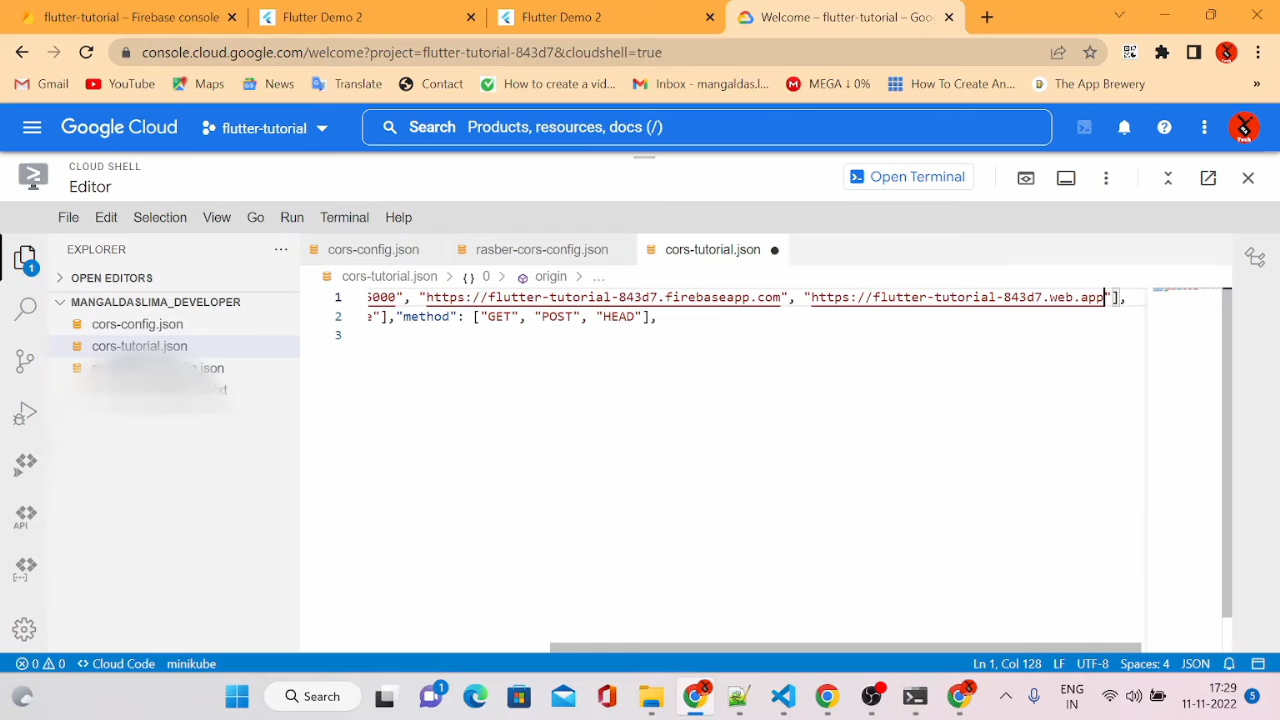 flutter-tutorial – Firebase console
Flutter Demo 2
Flutter Demo 2
Welcome – flutter-tutorial – Goo
console.cloud.google.com/welcome?project=flutter-tutorial-843d7&cloudshell=true
Gmail YouTube Maps News Translate Contact How to create a vid... Inbox - mangaldas.l... MEGA ↓ 0% How To Create An... The App Brewery »
Google Cloud flutter-tutorial Search Products, resources, docs (/)
Tech
CLOUD SHELL
Editor
Open Terminal
File Edit Selection View Go Run Terminal Help
EXPLORER ...
cors-config.json rasber-cors-config.json cors-tutorial.json
OPEN EDITORS
cors-tutorial.json > {} 0 > origin > ...
MANGALDASLIMA_DEVELOPER
cors-config.json
cors-tutorial.json
1 5000", "https://flutter-tutorial-843d7.firebaseapp.com", "https://flutter-tutorial-843d7.web.app"],
2 e"],"method": ["GET", "POST", "HEAD"],
3
1
API
0 0 Cloud Code minikube Ln 1, Col 128 LF UTF-8 Spaces: 4 JSON
Search 1
ENG
IN
17:29
11-11-2022
5